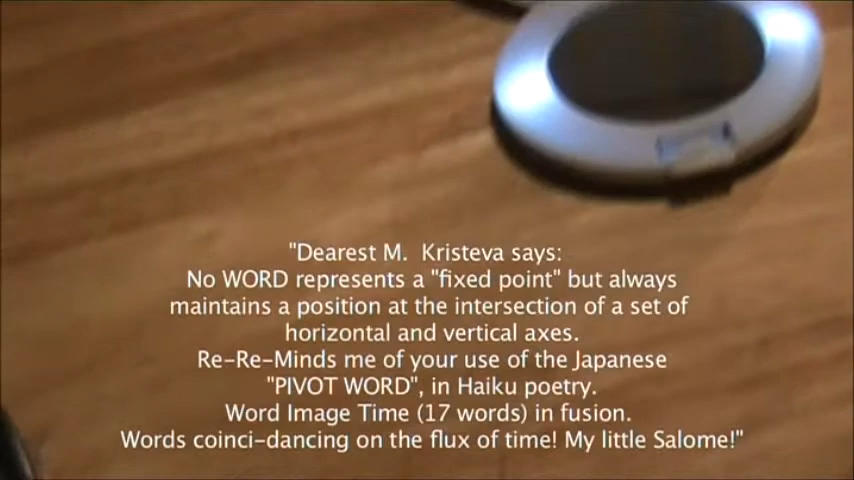 "Dearest M.  Kristeva says:
No WORD represents a "fixed point" but always
maintains a position at the intersection of a set of
horizontal and vertical axes.
Re-Re-Minds me of your use of the Japanese
"PIVOT WORD", in Haiku poetry.
Word Image Time (17 words) in fusion.
Words coinci-dancing on the flux of time! My little Salome!"